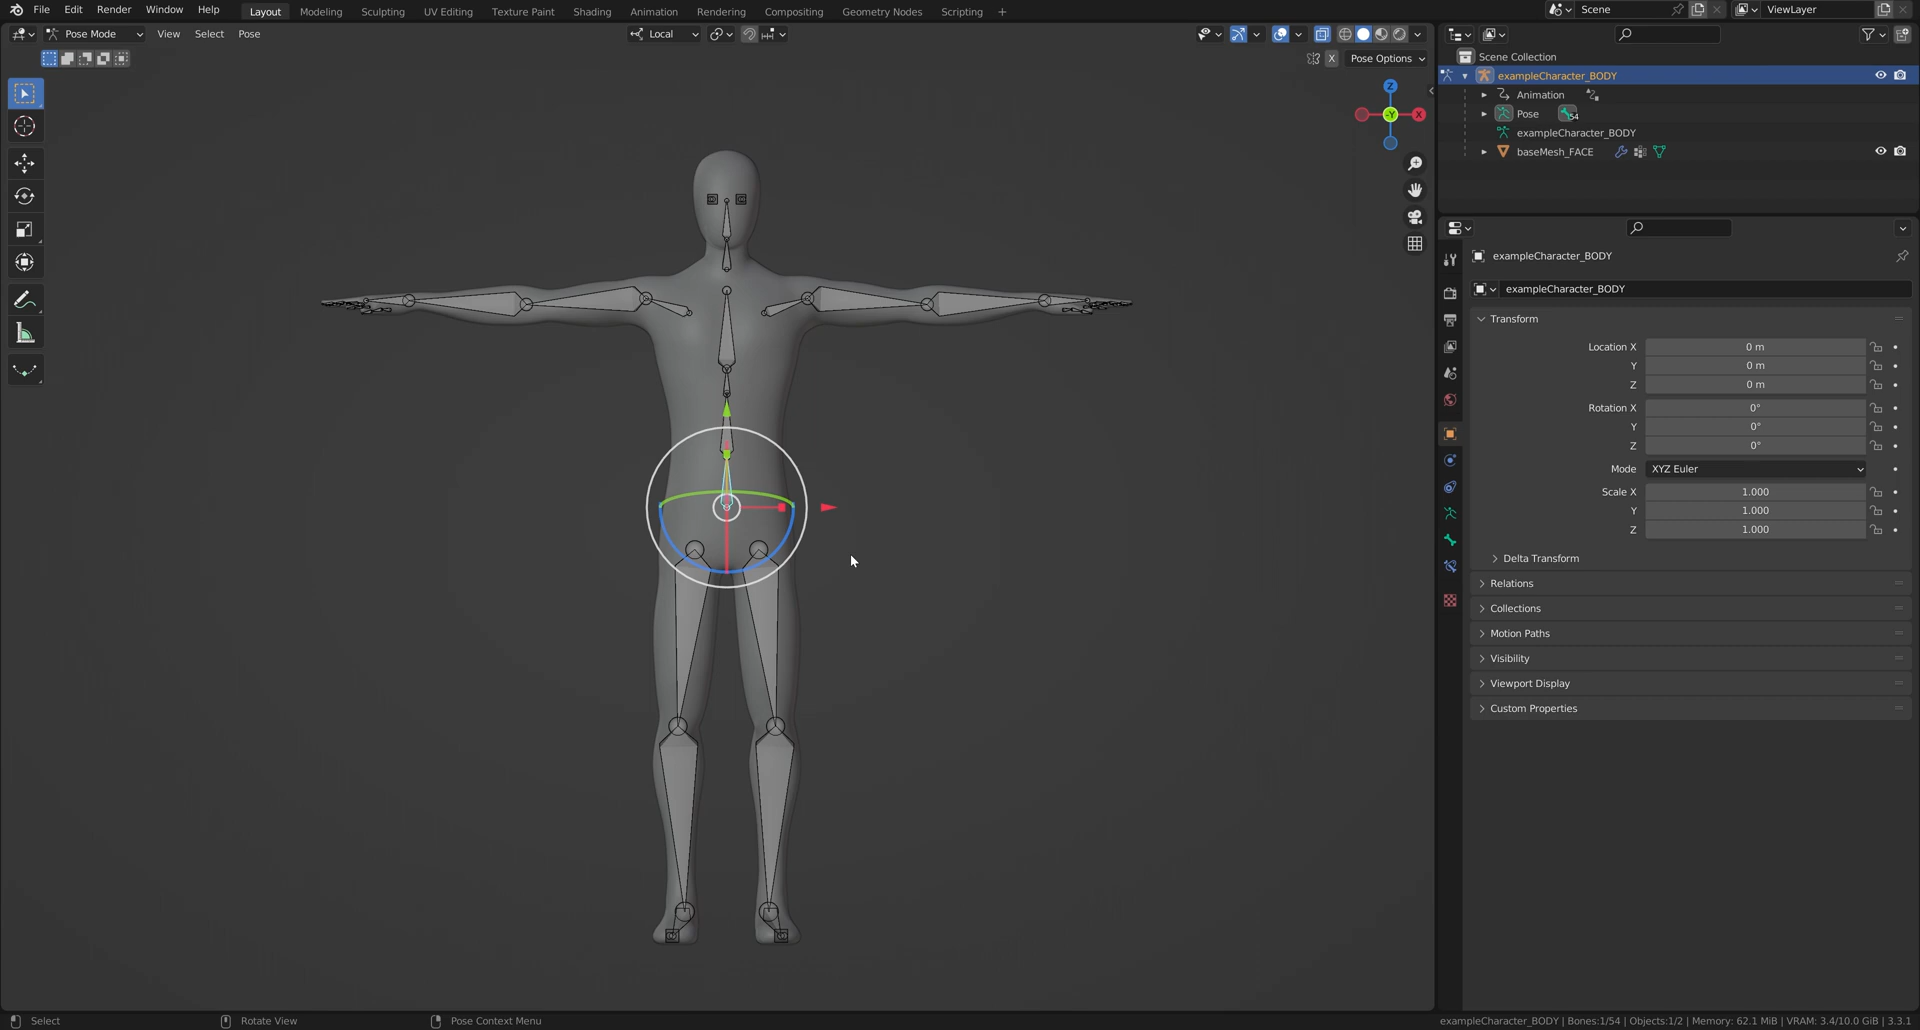 File Edit Render Window Help Layout Modeling Sculpting UV Editing Texture Paint Shading Animation Rendering Compositing Geometry Nodes Scripting + Scene ViewLayer
Pose Mode View Select Pose Local
X Pose Options
Z
-Y X
Scene Collection
exampleCharacter_BODY
Animation
Pose 54
exampleCharacter_BODY
baseMesh_FACE
exampleCharacter_BODY
exampleCharacter_BODY
Transform
Location X 0 m
Y 0 m
Z 0 m
Rotation X 0°
Y 0°
Z 0°
Mode XYZ Euler
Scale X 1.000
Y 1.000
Z 1.000
Delta Transform
Relations
Collections
Motion Paths
Visibility
Viewport Display
Custom Properties
Select Rotate View Pose Context Menu exampleCharacter_BODY | Bones:1/54 | Objects:1/2 | Memory: 62.1 MiB | VRAM: 3.4/10.0 GiB | 3.3.1